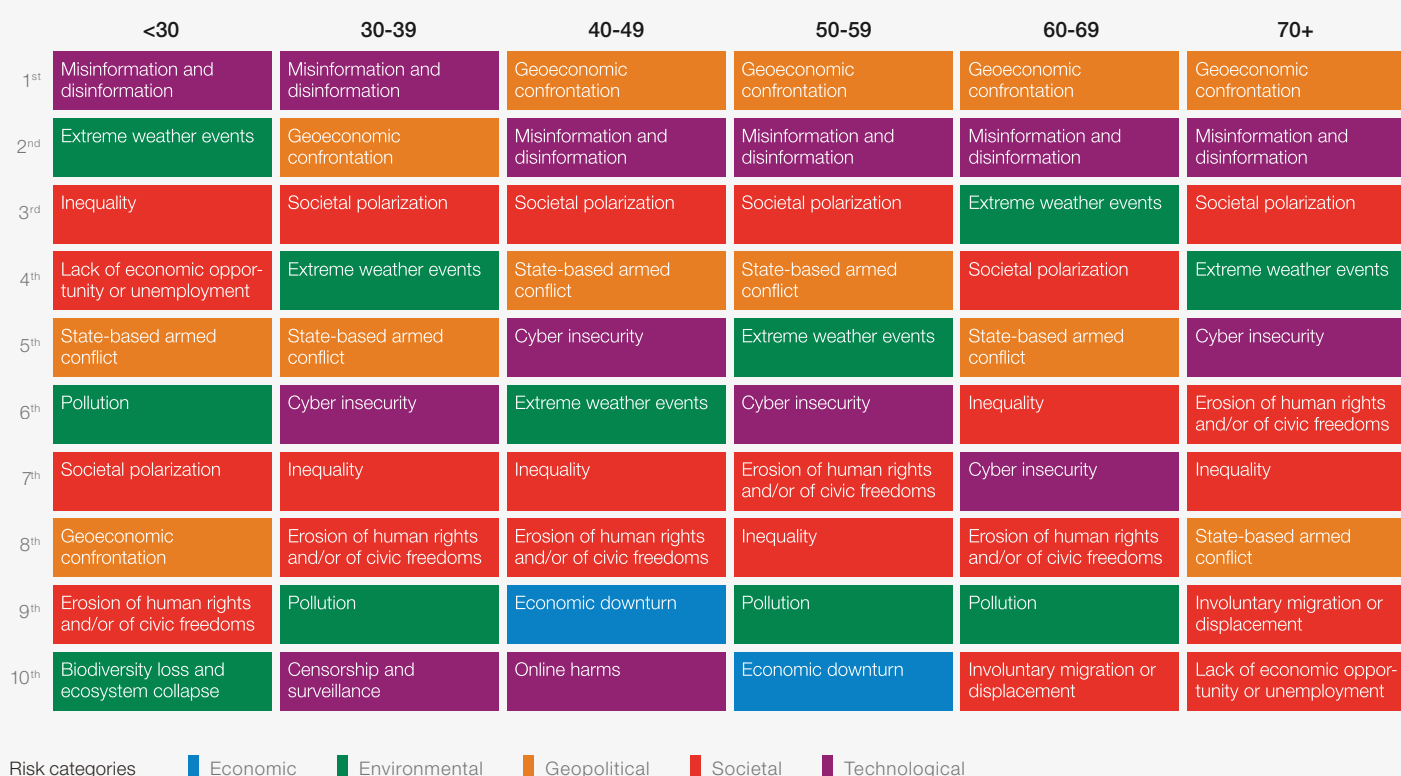 <30 30-39 40-49 50-59 60-69 70+
1st
Misinformation and
disinformation
Misinformation and
disinformation
Geoeconomic
confrontation
Geoeconomic
confrontation
Geoeconomic
confrontation
Geoeconomic
confrontation
2nd
Extreme weather events
Geoeconomic
confrontation
Misinformation and
disinformation
Misinformation and
disinformation
Misinformation and
disinformation
Misinformation and
disinformation
3rd
Inequality
Societal polarization
Societal polarization
Societal polarization
Extreme weather events
Societal polarization
4th
Lack of economic oppor-
tunity or unemployment
Extreme weather events
State-based armed
conflict
State-based armed
conflict
Societal polarization
Extreme weather events
5th
State-based armed
conflict
State-based armed
conflict
Cyber insecurity
Extreme weather events
State-based armed
conflict
Cyber insecurity
6th
Pollution
Cyber insecurity
Extreme weather events
Cyber insecurity
Inequality
Erosion of human rights
and/or of civic freedoms
7th
Societal polarization
Inequality
Inequality
Erosion of human rights
and/or of civic freedoms
Cyber insecurity
Inequality
8th
Geoeconomic
confrontation
Erosion of human rights
and/or of civic freedoms
Erosion of human rights
and/or of civic freedoms
Inequality
Erosion of human rights
and/or of civic freedoms
State-based armed
conflict
9th
Erosion of human rights
and/or of civic freedoms
Pollution
Economic downturn
Pollution
Pollution
Involuntary migration or
displacement
10th
Biodiversity loss and
ecosystem collapse
Censorship and
surveillance
Online harms
Economic downturn
Involuntary migration or
displacement
Lack of economic oppor-
tunity or unemployment
Risk categories Economic Environmental Geopolitical Societal Technological